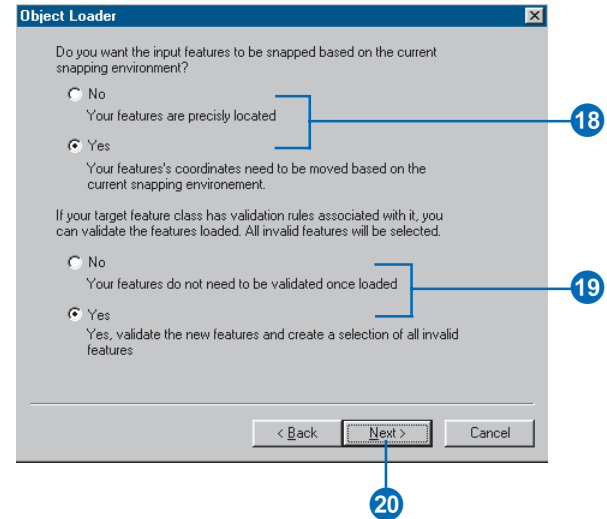 Object Loader
Do you want the input features to be snapped based on the current
snapping environment?
No
Your features are precisly located
18
Yes
Your features's coordinates need to be moved based on the
current snapping environement.
If your target feature class has validation rules associated with it, you
can validate the features loaded. All invalid features will be selected.
No
Your features do not need to be validated once loaded
19
Yes
Yes, validate the new features and create a selection of all invalid
features
< Back Next > Cancel
20